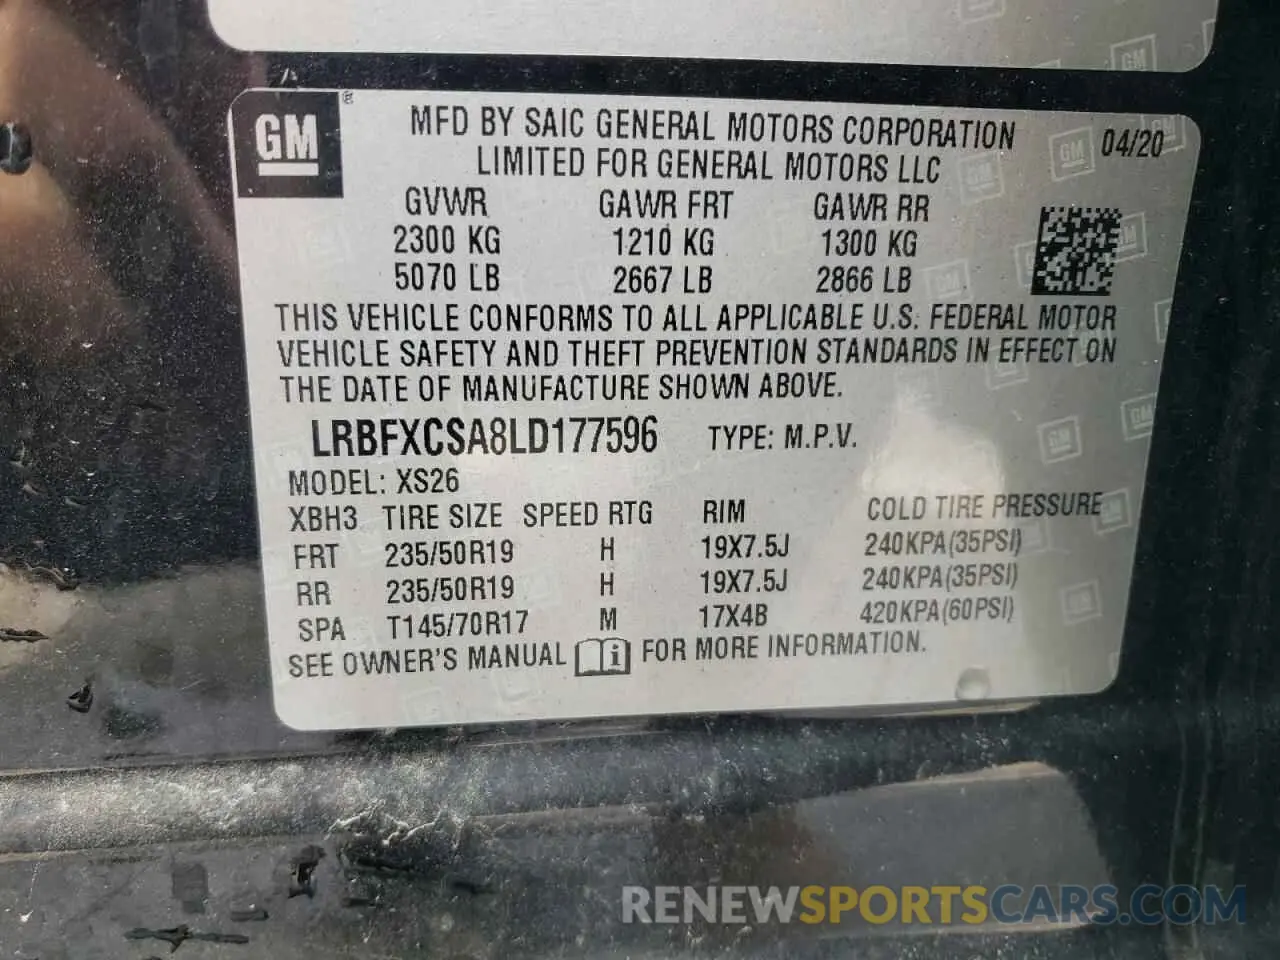 GM ®
MFD BY SAIC GENERAL MOTORS CORPORATION 04/20
LIMITED FOR GENERAL MOTORS LLC
GVWR GAWR FRT GAWR RR
2300 KG 1210 KG 1300 KG
5070 LB 2667 LB 2866 LB
THIS VEHICLE CONFORMS TO ALL APPLICABLE U.S. FEDERAL MOTOR
VEHICLE SAFETY AND THEFT PREVENTION STANDARDS IN EFFECT ON
THE DATE OF MANUFACTURE SHOWN ABOVE.
LRBFXCSA8LD177596 TYPE: M.P.V.
MODEL: XS26
XBH3 TIRE SIZE SPEED RTG RIM COLD TIRE PRESSURE
FRT 235/50R19 H 19X7.5J 240KPA(35PSI)
RR 235/50R19 H 19X7.5J 240KPA(35PSI)
SPA T145/70R17 M 17X4B 420KPA(60PSI)
SEE OWNER'S MANUAL i FOR MORE INFORMATION.
RENEWSPORTSCARS.COM